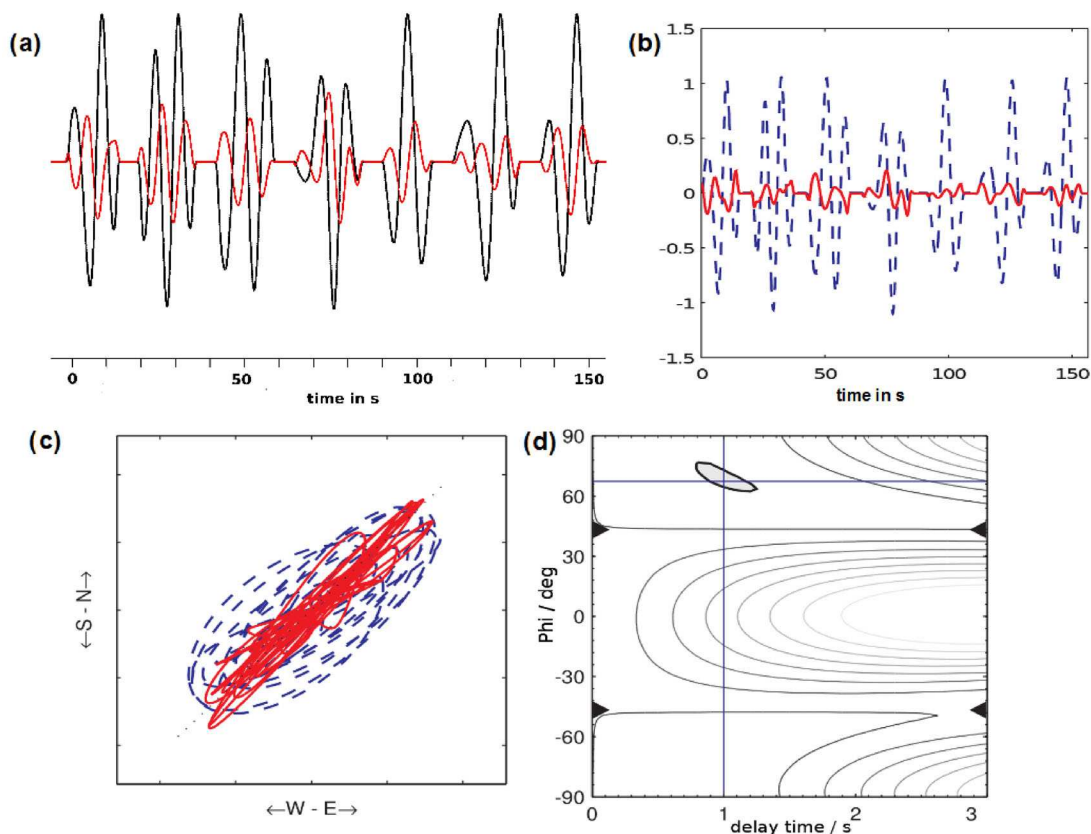 (a)
0 50 100 150
time in s
(b)
1.5
1
0.5
0
-0.5
-1
-1.5
0 50 100 150
time in s
(c)
←S - N→
←W - E→
(d)
90
60
30
0
-30
-60
-90
Phi / deg
0 1 2 3
delay time / s